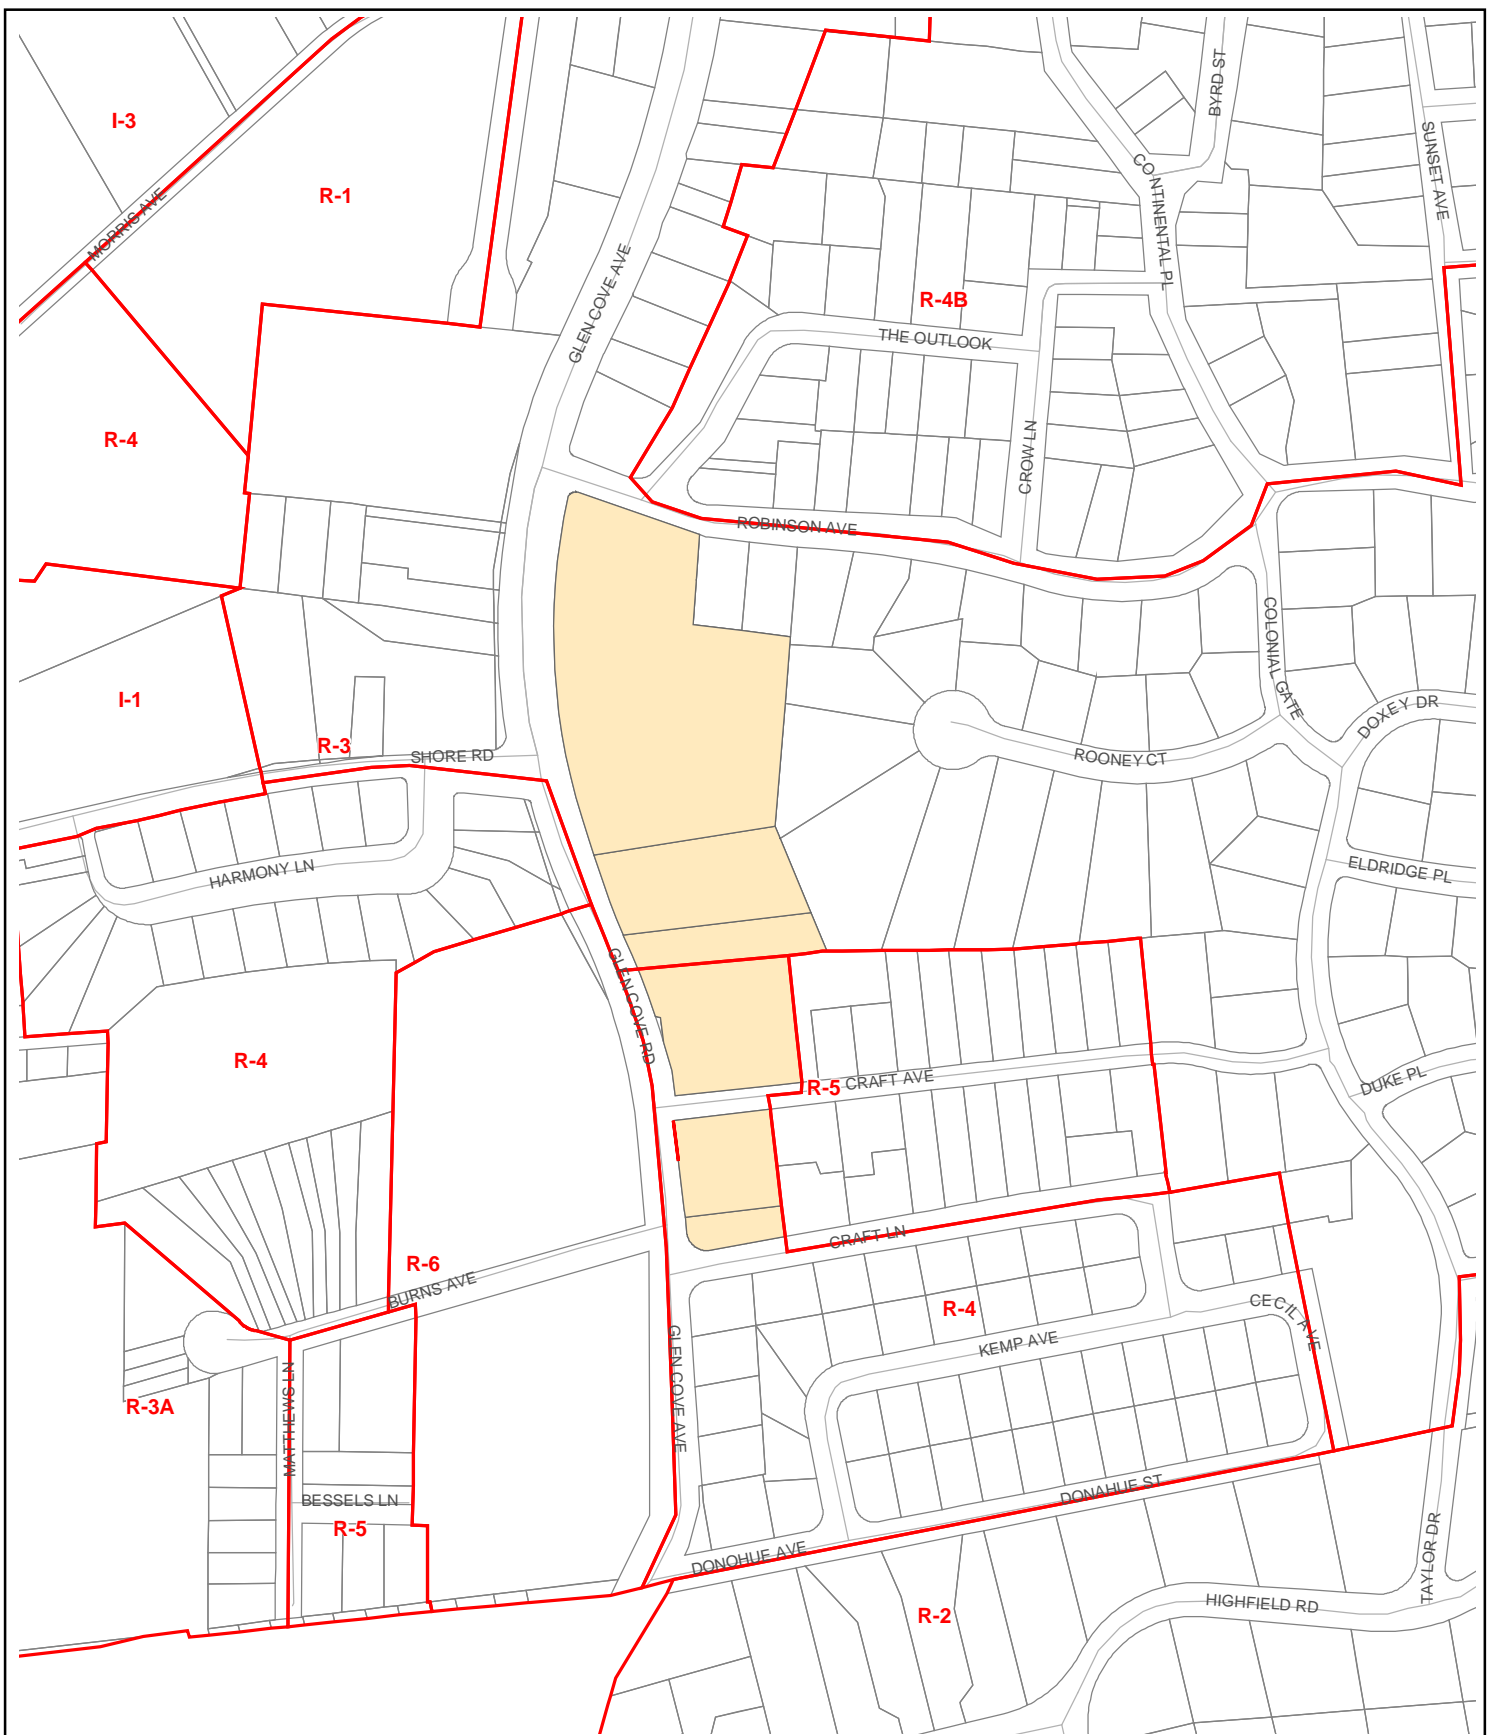 BYRD ST
I-3
SUNSET AVE
R-1
CONTINENTAL PL
MORRIS AVE
GLEN COVE AVE
R-4B
THE OUTLOOK
R-4
CROW LN
ROBINSON AVE
COLONIAL GATE
I-1
DOXEY DR
R-3
SHORE RD
ROONEY CT
HARMONY LN
ELDRIDGE PL
GLEN COVE RD
R-4
R-5
CRAFT AVE
DUKE PL
CRAFT LN
R-6
BURNS AVE
R-4
CECIL AVE
KEMP AVE
GLEN COVE AVE
R-3A
MATTHEWS LN
DONAHUE ST
BESSELS LN
R-5
DONOHUE AVE
TAYLOR DR
HIGHFIELD RD
R-2